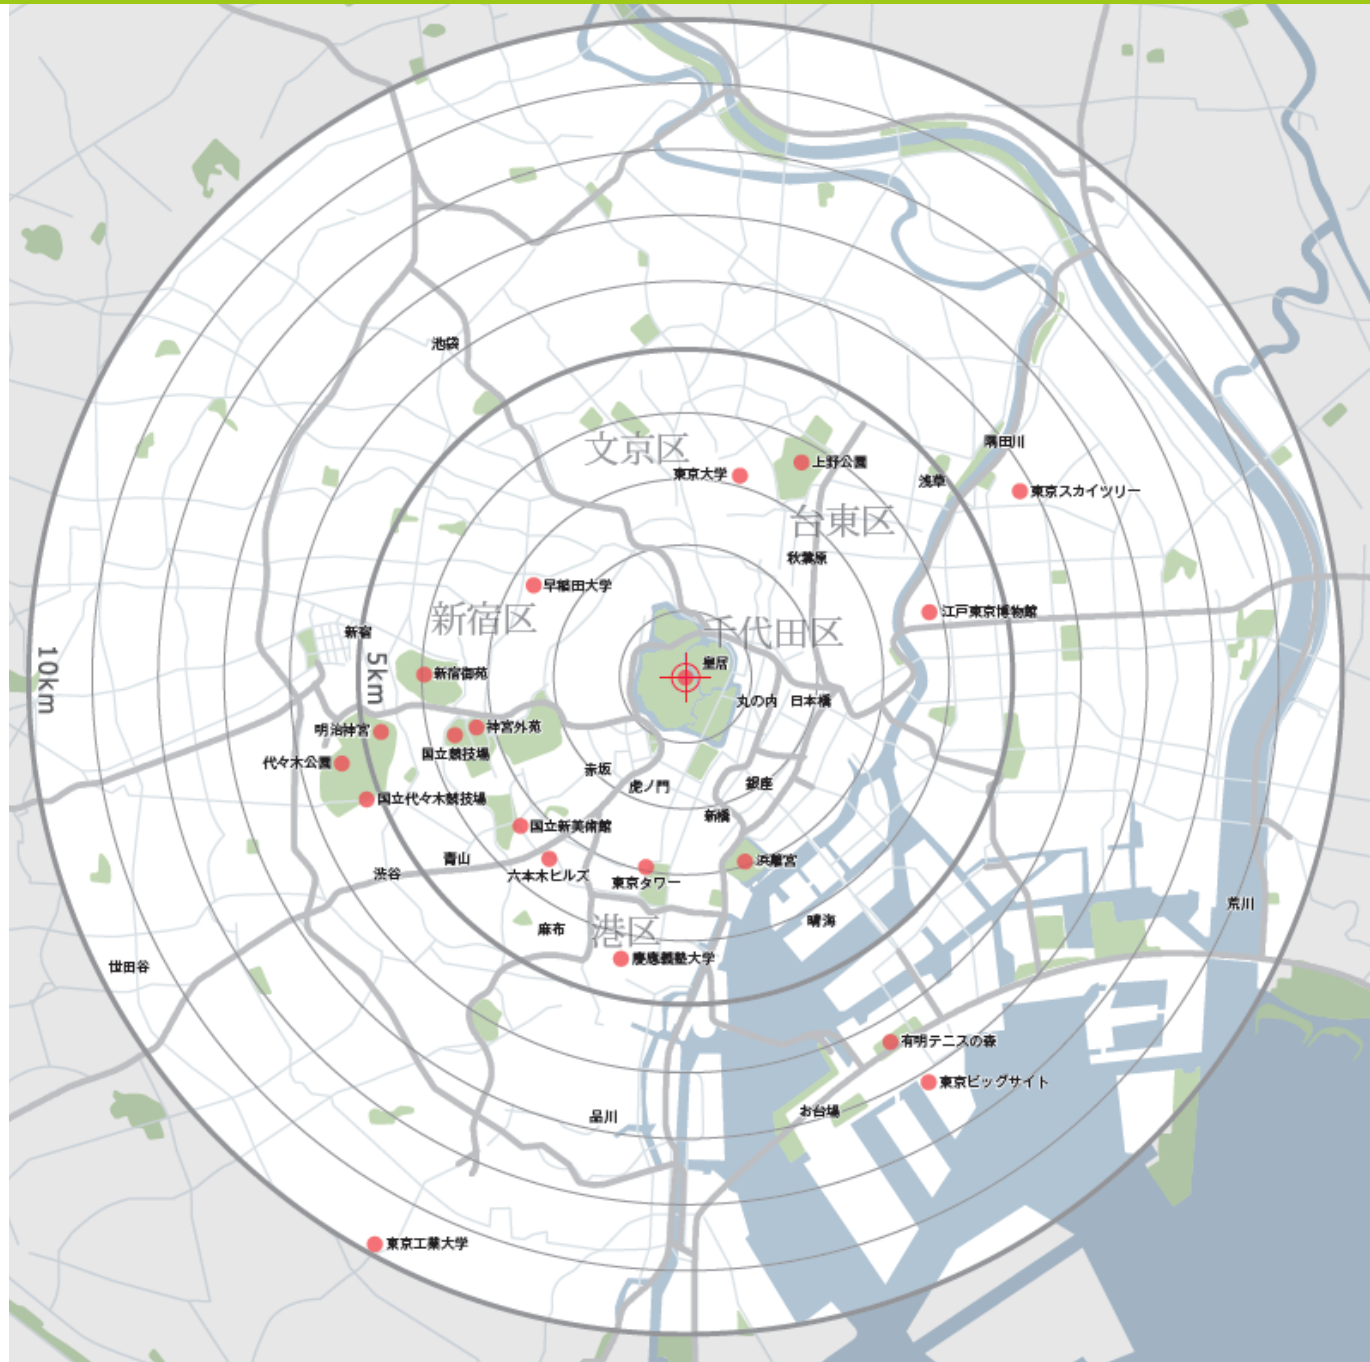 池袋
隅田川
文京区
上野公園
東京大学
浅草
東京スカイツリー
台東区
秋葉原
早稲田大学
江戸東京博物館
新宿区
新宿
千代田区
皇居
10km
5km
新宿御苑
丸の内
日本橋
明治神宮
神宮外苑
国立競技場
代々木公園
赤坂
虎ノ門
銀座
国立代々木競技場
新橋
国立新美術館
青山
浜離宮
渋谷
六本木ヒルズ
東京タワー
荒川
晴海
麻布
港区
慶應義塾大学
世田谷
有明テニスの森
東京ビッグサイト
お台場
品川
東京工業大学